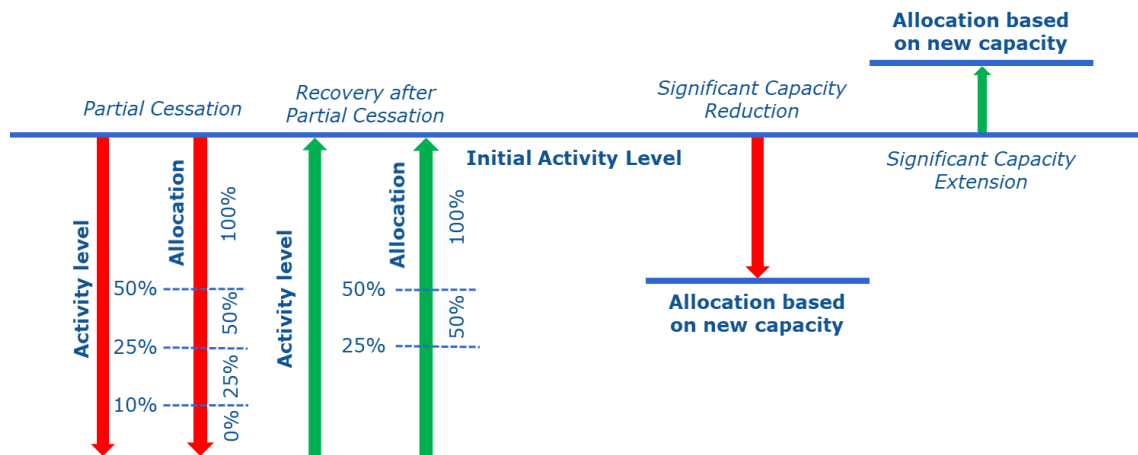 Allocation based
on new capacity
Partial Cessation
Recovery after
Partial Cessation
Significant Capacity
Reduction
Initial Activity Level
Significant Capacity
Extension
Activity level
50%
25%
10%
Allocation
100%
50%
25%
0%
Activity level
50%
25%
Allocation
100%
50%
Allocation based
on new capacity